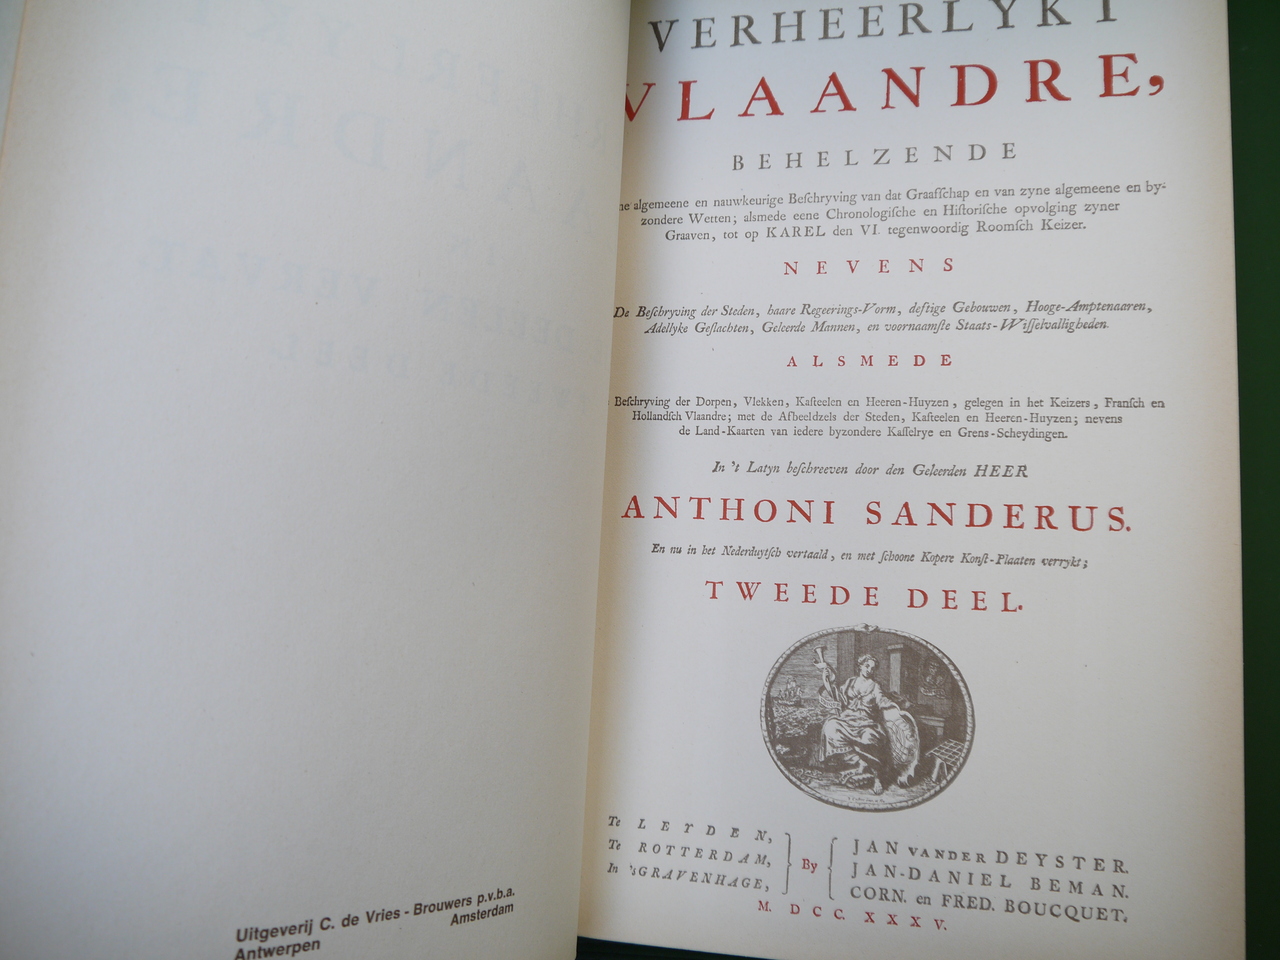 Uitgeverij C. de Vries - Brouwers p.v.b.a.
Antwerpen Amsterdam
VERHEERLYKT
VLAANDRE,
BEHELZENDE
algemeene en nauwkeurige Beſchryving van dat Graafſchap en van zyne algemeene en by-
zondere Wetten; alsmede eene Chronologiſche en Hiſtoriſche opvolging zyner
Graaven, tot op KAREL den VI. tegenwoordig Roomſch Keizer.
NEVENS
De Beſchryving der Steden, haare Regeerings-Vorm, deftige Gebouwen, Hooge-Amptenaaren,
Adellyke Geſlachten, Geleerde Mannen, en voornaamſte Staats-Wiſſelvalligheden.
ALSMEDE
Beſchryving der Dorpen, Vlekken, Kaſteelen en Heeren-Huyzen, gelegen in het Keizers, Franſch en
Hollandſch Vlaandre; met de Afbeeldzels der Steden, Kaſteelen en Heeren-Huyzen; nevens
de Land-Kaarten van iedere byzondere Kaſſelrye en Grens-Scheydingen.
In 't Latyn beſchreeven door den Geleerden HEER
ANTHONI SANDERUS.
En nu in het Nederduytſch vertaald, en met ſchoone Kopere Konſt-Plaaten verrykt;
TWEEDE DEEL.
Te LEYDEN,
Te ROTTERDAM,
In 'sGRAVENHAGE,
By
JAN VANDER DEYSTER.
JAN-DANIEL BEMAN.
CORN. en FRED. BOUCQUET.
M. DCC. XXXV.